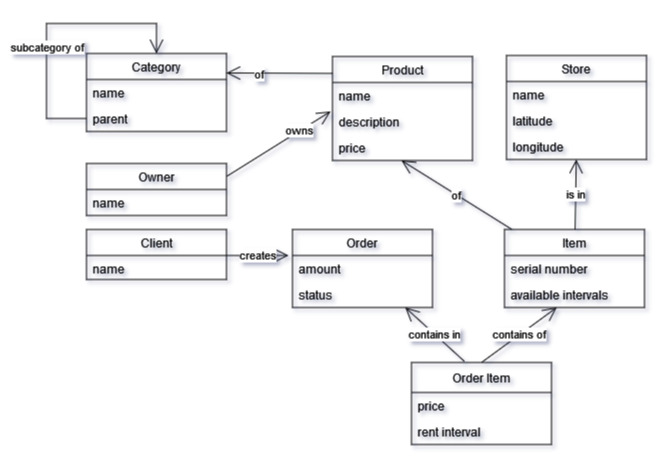 subcategory of
Category
name
parent
of
Product
name
description
price
Store
name
latitude
longitude
owns
Owner
name
of
is in
Client
name
creates
Order
amount
status
Item
serial number
available intervals
contains in
contains of
Order Item
price
rent interval